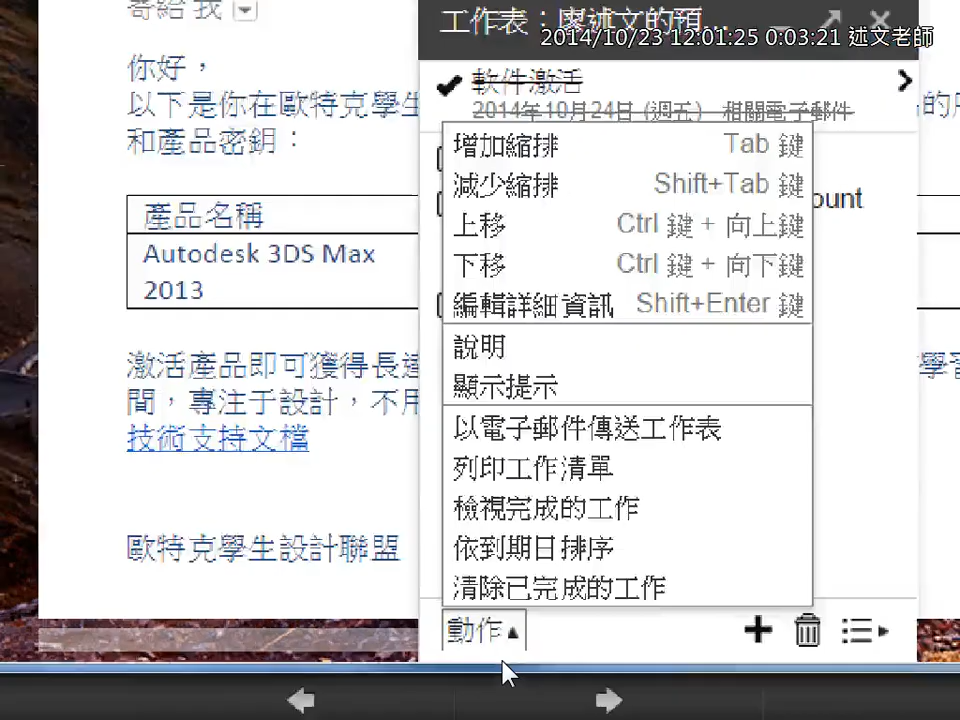 寄給 我
工作表：廖述文的預...
2014/10/23 12:01:25 0:03:21 述文老師
你好，
以下是你在歐特克學生
的用
和產品密鑰：
產品名稱
Autodesk 3DS Max
2013
激活產品即可獲得長達
學習
間，專注于設計，不用
技術支持文檔
歐特克學生設計聯盟
軟件激活
2014年10月24日 (週五) 相關電子郵件
ount
增加縮排 Tab 鍵
減少縮排 Shift+Tab 鍵
上移 Ctrl 鍵 + 向上鍵
下移 Ctrl 鍵 + 向下鍵
編輯詳細資訊 Shift+Enter 鍵
說明
顯示提示
以電子郵件傳送工作表
列印工作清單
檢視完成的工作
依到期日排序
清除已完成的工作
動作